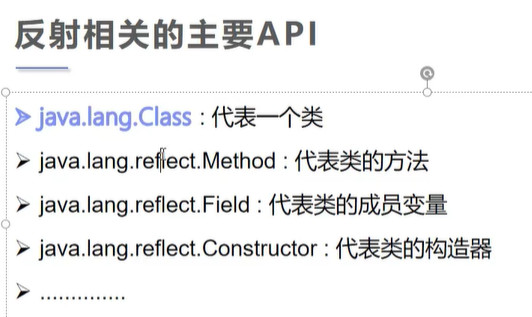 反射相关的主要API
➢ java.lang.Class : 代表一个类
➢ java.lang.reflect.Method : 代表类的方法
➢ java.lang.reflect.Field : 代表类的成员变量
➢ java.lang.reflect.Constructor : 代表类的构造器
➢ ..............